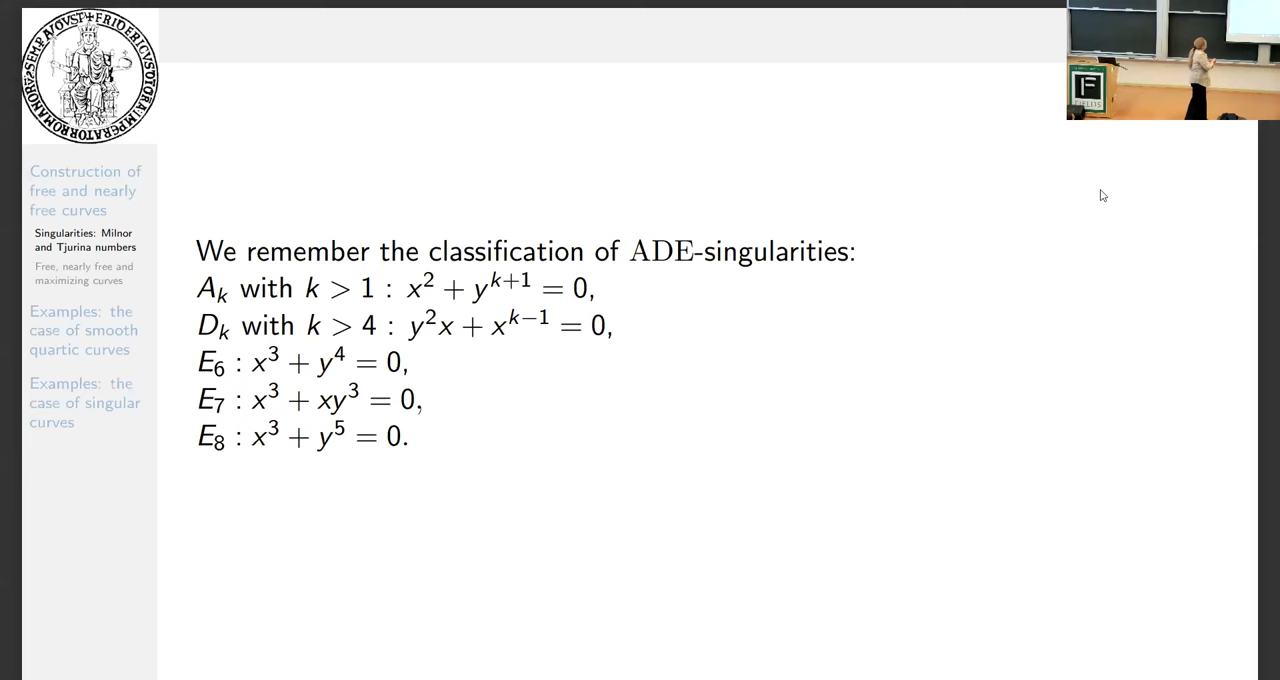 Construction of
free and nearly
free curves
Singularities: Milnor
and Tjurina numbers
Free, nearly free and
maximizing curves
Examples: the
case of smooth
quartic curves
Examples: the
case of singular
curves
We remember the classification of ADE-singularities:
A_k with k > 1 : x^2 + y^{k+1} = 0,
D_k with k > 4 : y^2x + x^{k−1} = 0,
E_6 : x^3 + y^4 = 0,
E_7 : x^3 + xy^3 = 0,
E_8 : x^3 + y^5 = 0.
F
FIELDS